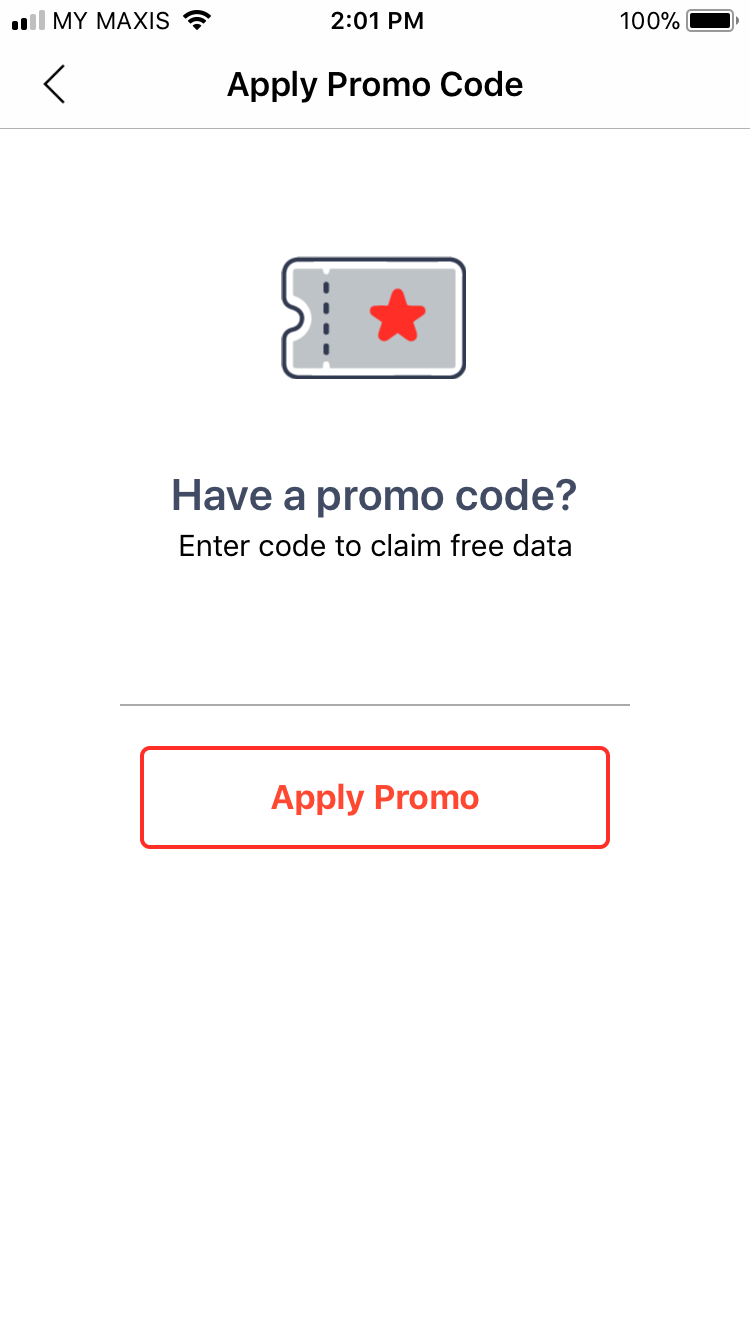 MY MAXIS 2:01 PM 100%
Apply Promo Code
Have a promo code?
Enter code to claim free data
Apply Promo